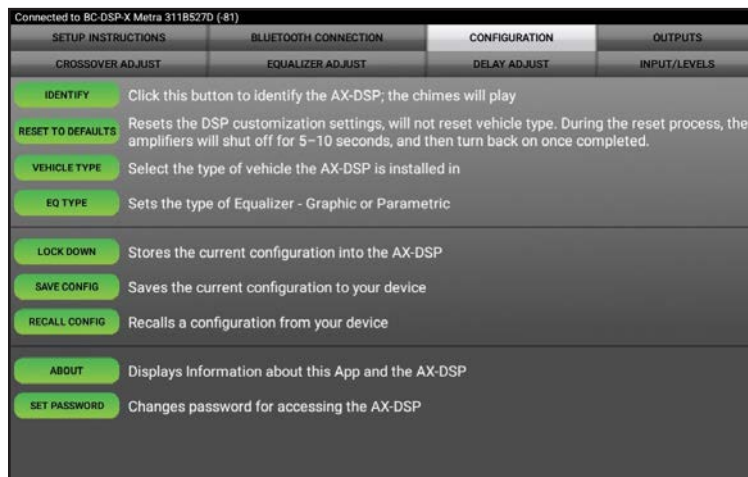 Connected to BC-DSP-X Metra 311B527D (-81)
SETUP INSTRUCTIONS BLUETOOTH CONNECTION CONFIGURATION OUTPUTS
CROSSOVER ADJUST EQUALIZER ADJUST DELAY ADJUST INPUT/LEVELS
IDENTIFY Click this button to identify the AX-DSP; the chimes will play
RESET TO DEFAULTS Resets the DSP customization settings, will not reset vehicle type. During the reset process, the
amplifiers will shut off for 5–10 seconds, and then turn back on once completed.
VEHICLE TYPE Select the type of vehicle the AX-DSP is installed in
EQ TYPE Sets the type of Equalizer - Graphic or Parametric
LOCK DOWN Stores the current configuration into the AX-DSP
SAVE CONFIG Saves the current configuration to your device
RECALL CONFIG Recalls a configuration from your device
ABOUT Displays Information about this App and the AX-DSP
SET PASSWORD Changes password for accessing the AX-DSP